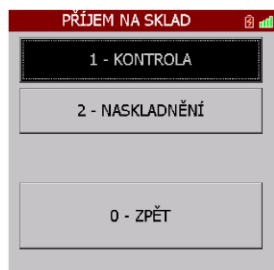 PŘÍJEM NA SKLAD
1 - KONTROLA
2 - NASKLADNĚNÍ
0 - ZPĚT